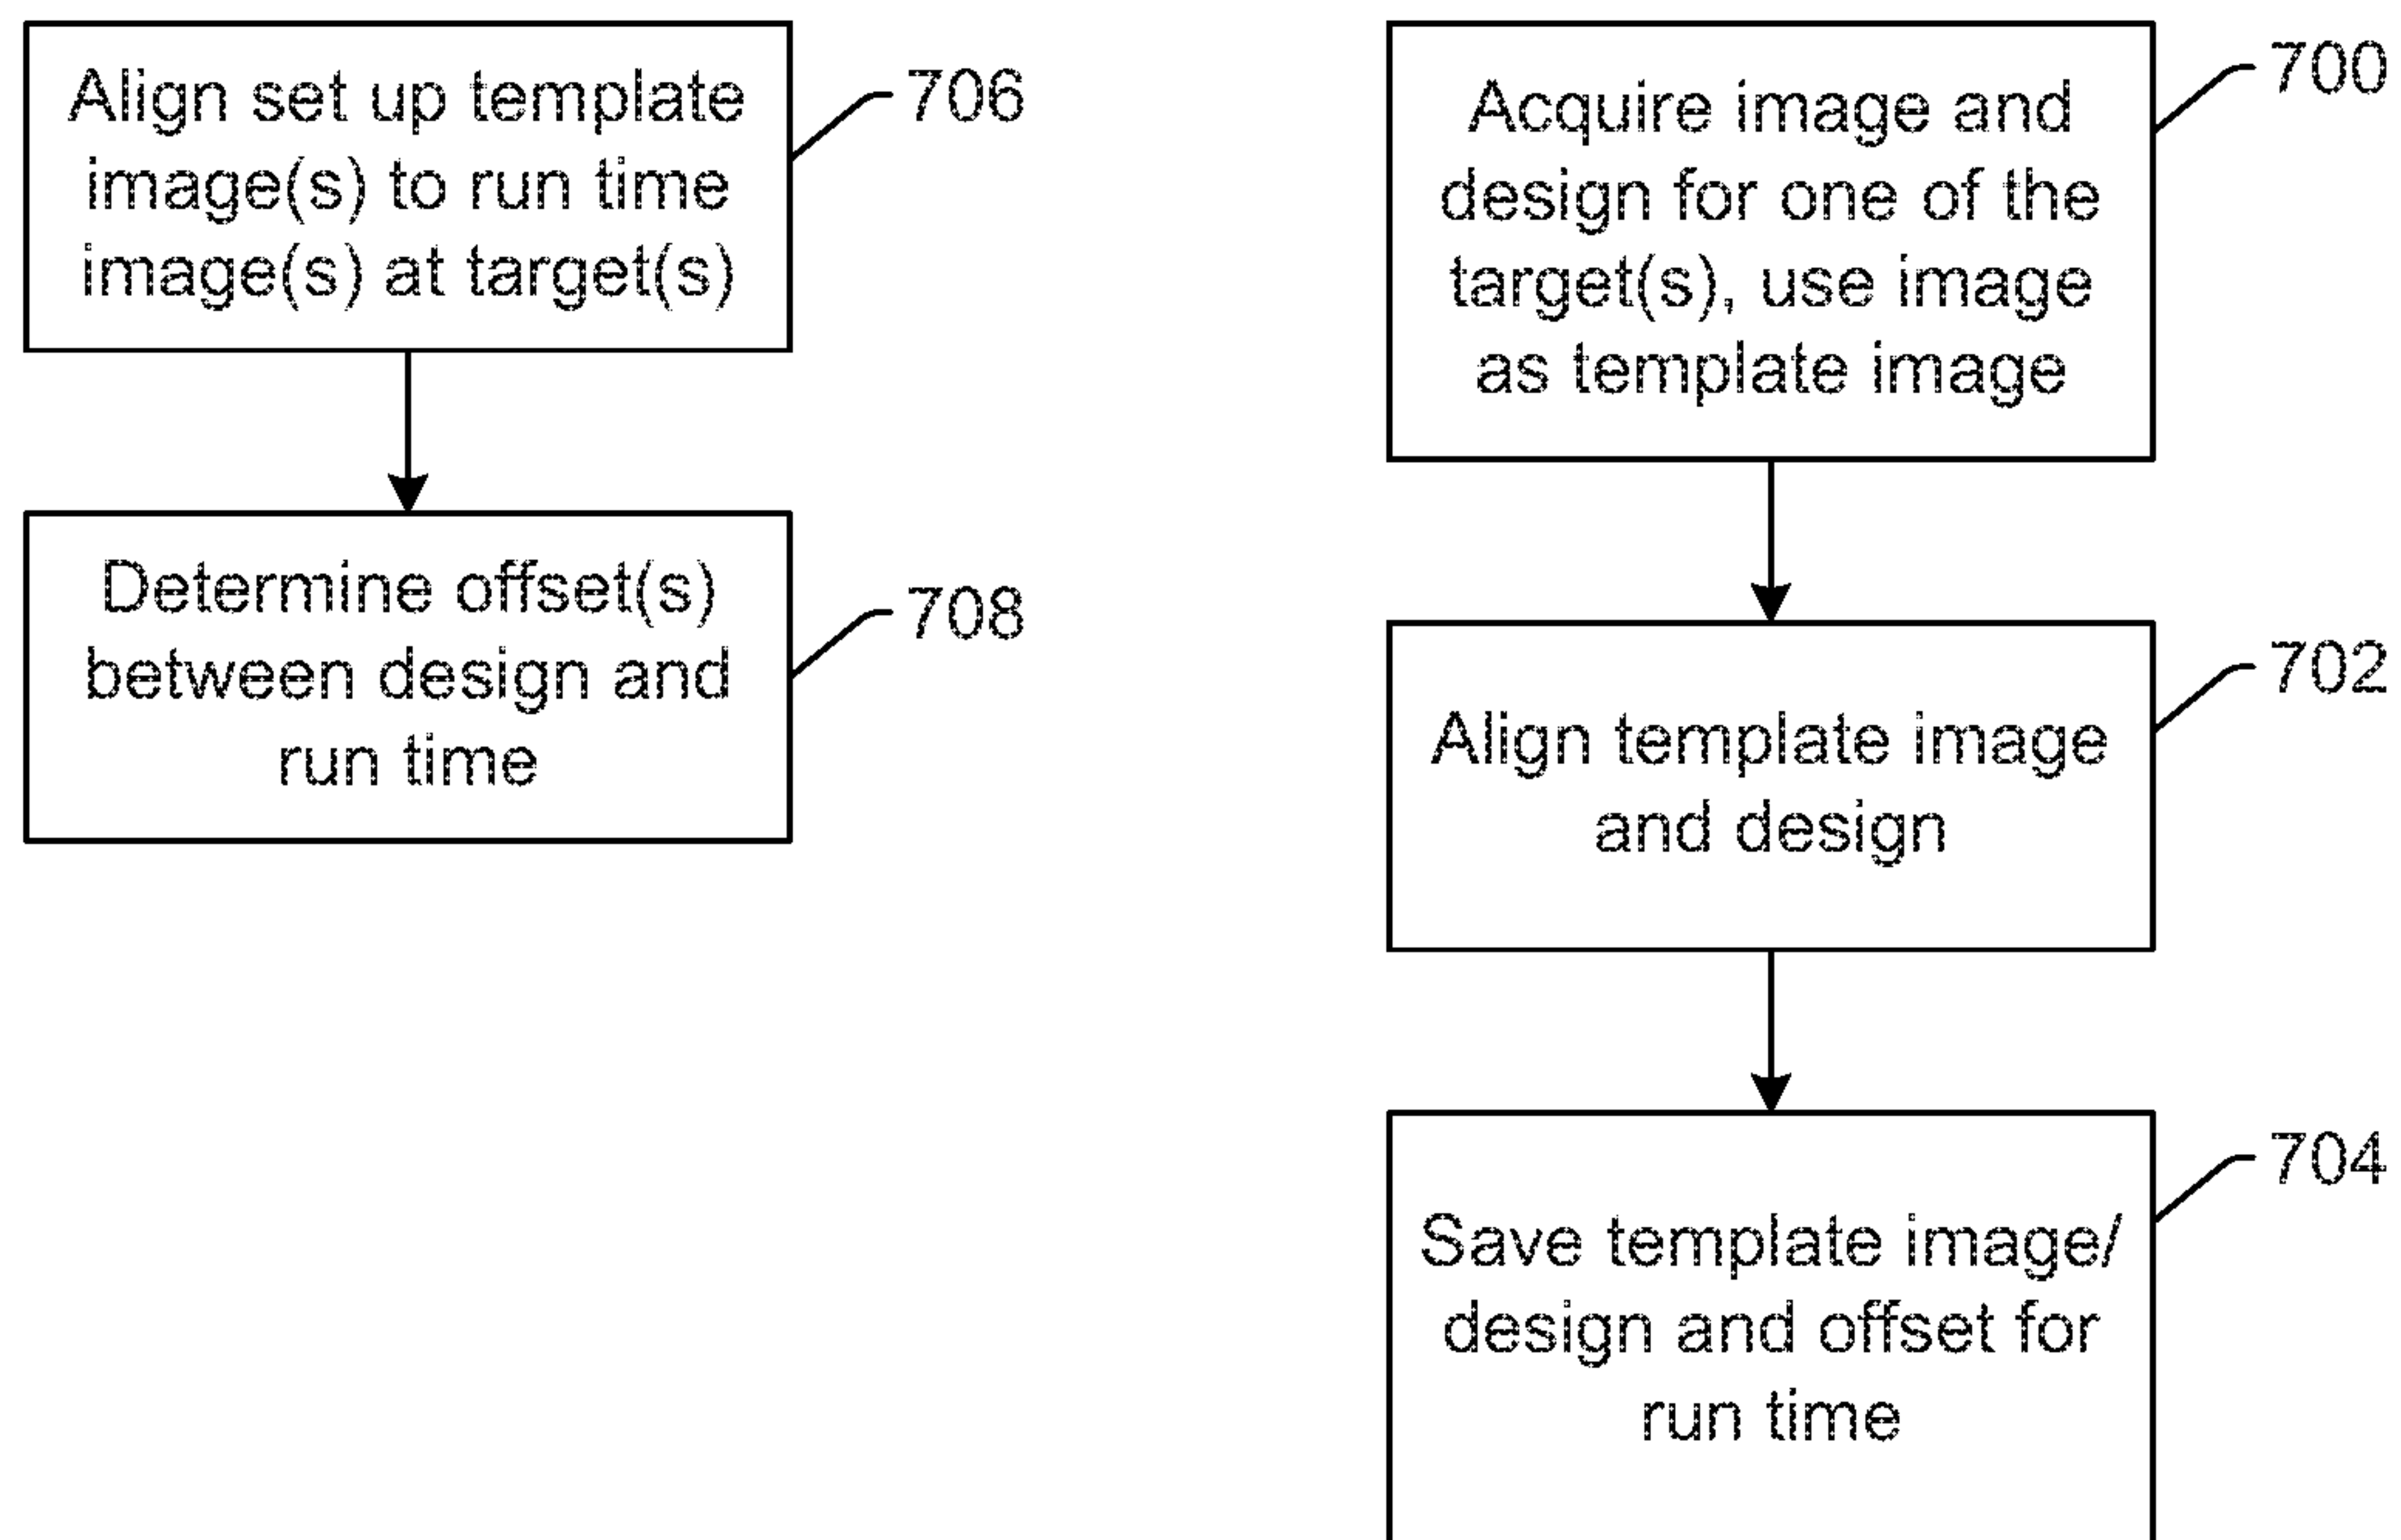 Align set up template
image(s) to run time
image(s) at target(s)
706
Determine offset(s)
between design and
run time
708
Acquire image and
design for one of the
target(s), use image
as template image
700
Align template image
and design
702
Save template image/
design and offset for
run time
704